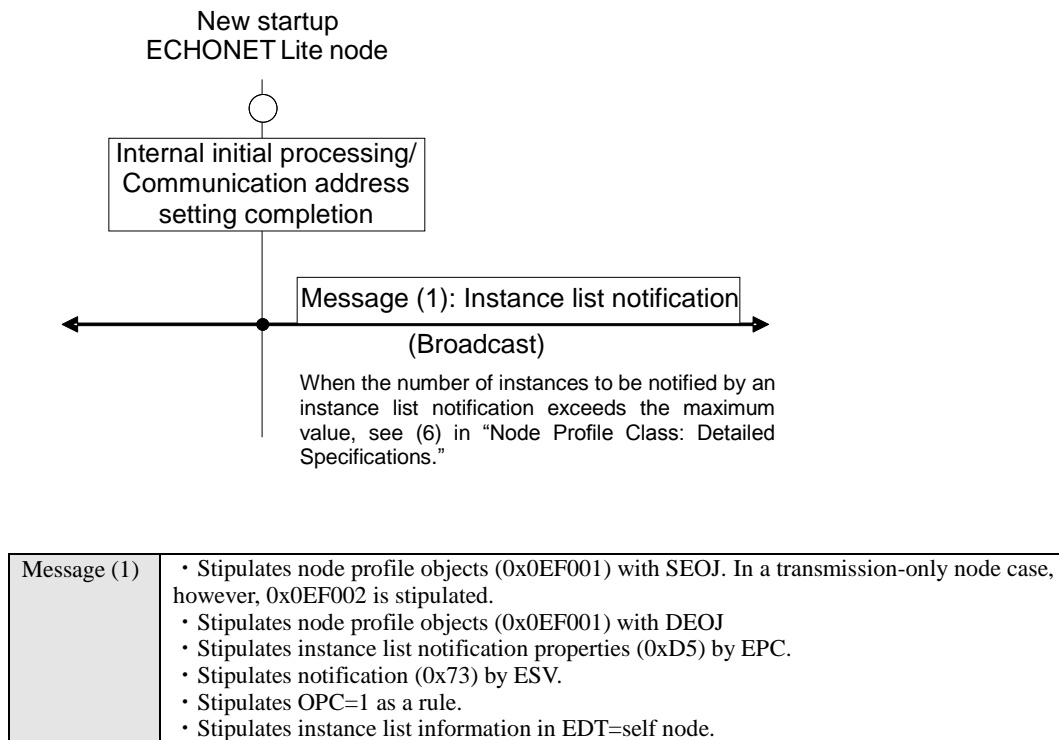 New startup
ECHONET Lite node
Internal initial processing/
Communication address
setting completion
Message (1): Instance list notification
(Broadcast)
When the number of instances to be notified by an
instance list notification exceeds the maximum
value, see (6) in “Node Profile Class: Detailed
Specifications.”
Message (1)
・Stipulates node profile objects (0x0EF001) with SEOJ. In a transmission-only node case,
however, 0x0EF002 is stipulated.
・Stipulates node profile objects (0x0EF001) with DEOJ
・Stipulates instance list notification properties (0xD5) by EPC.
・Stipulates notification (0x73) by ESV.
・Stipulates OPC=1 as a rule.
・Stipulates instance list information in EDT=self node.